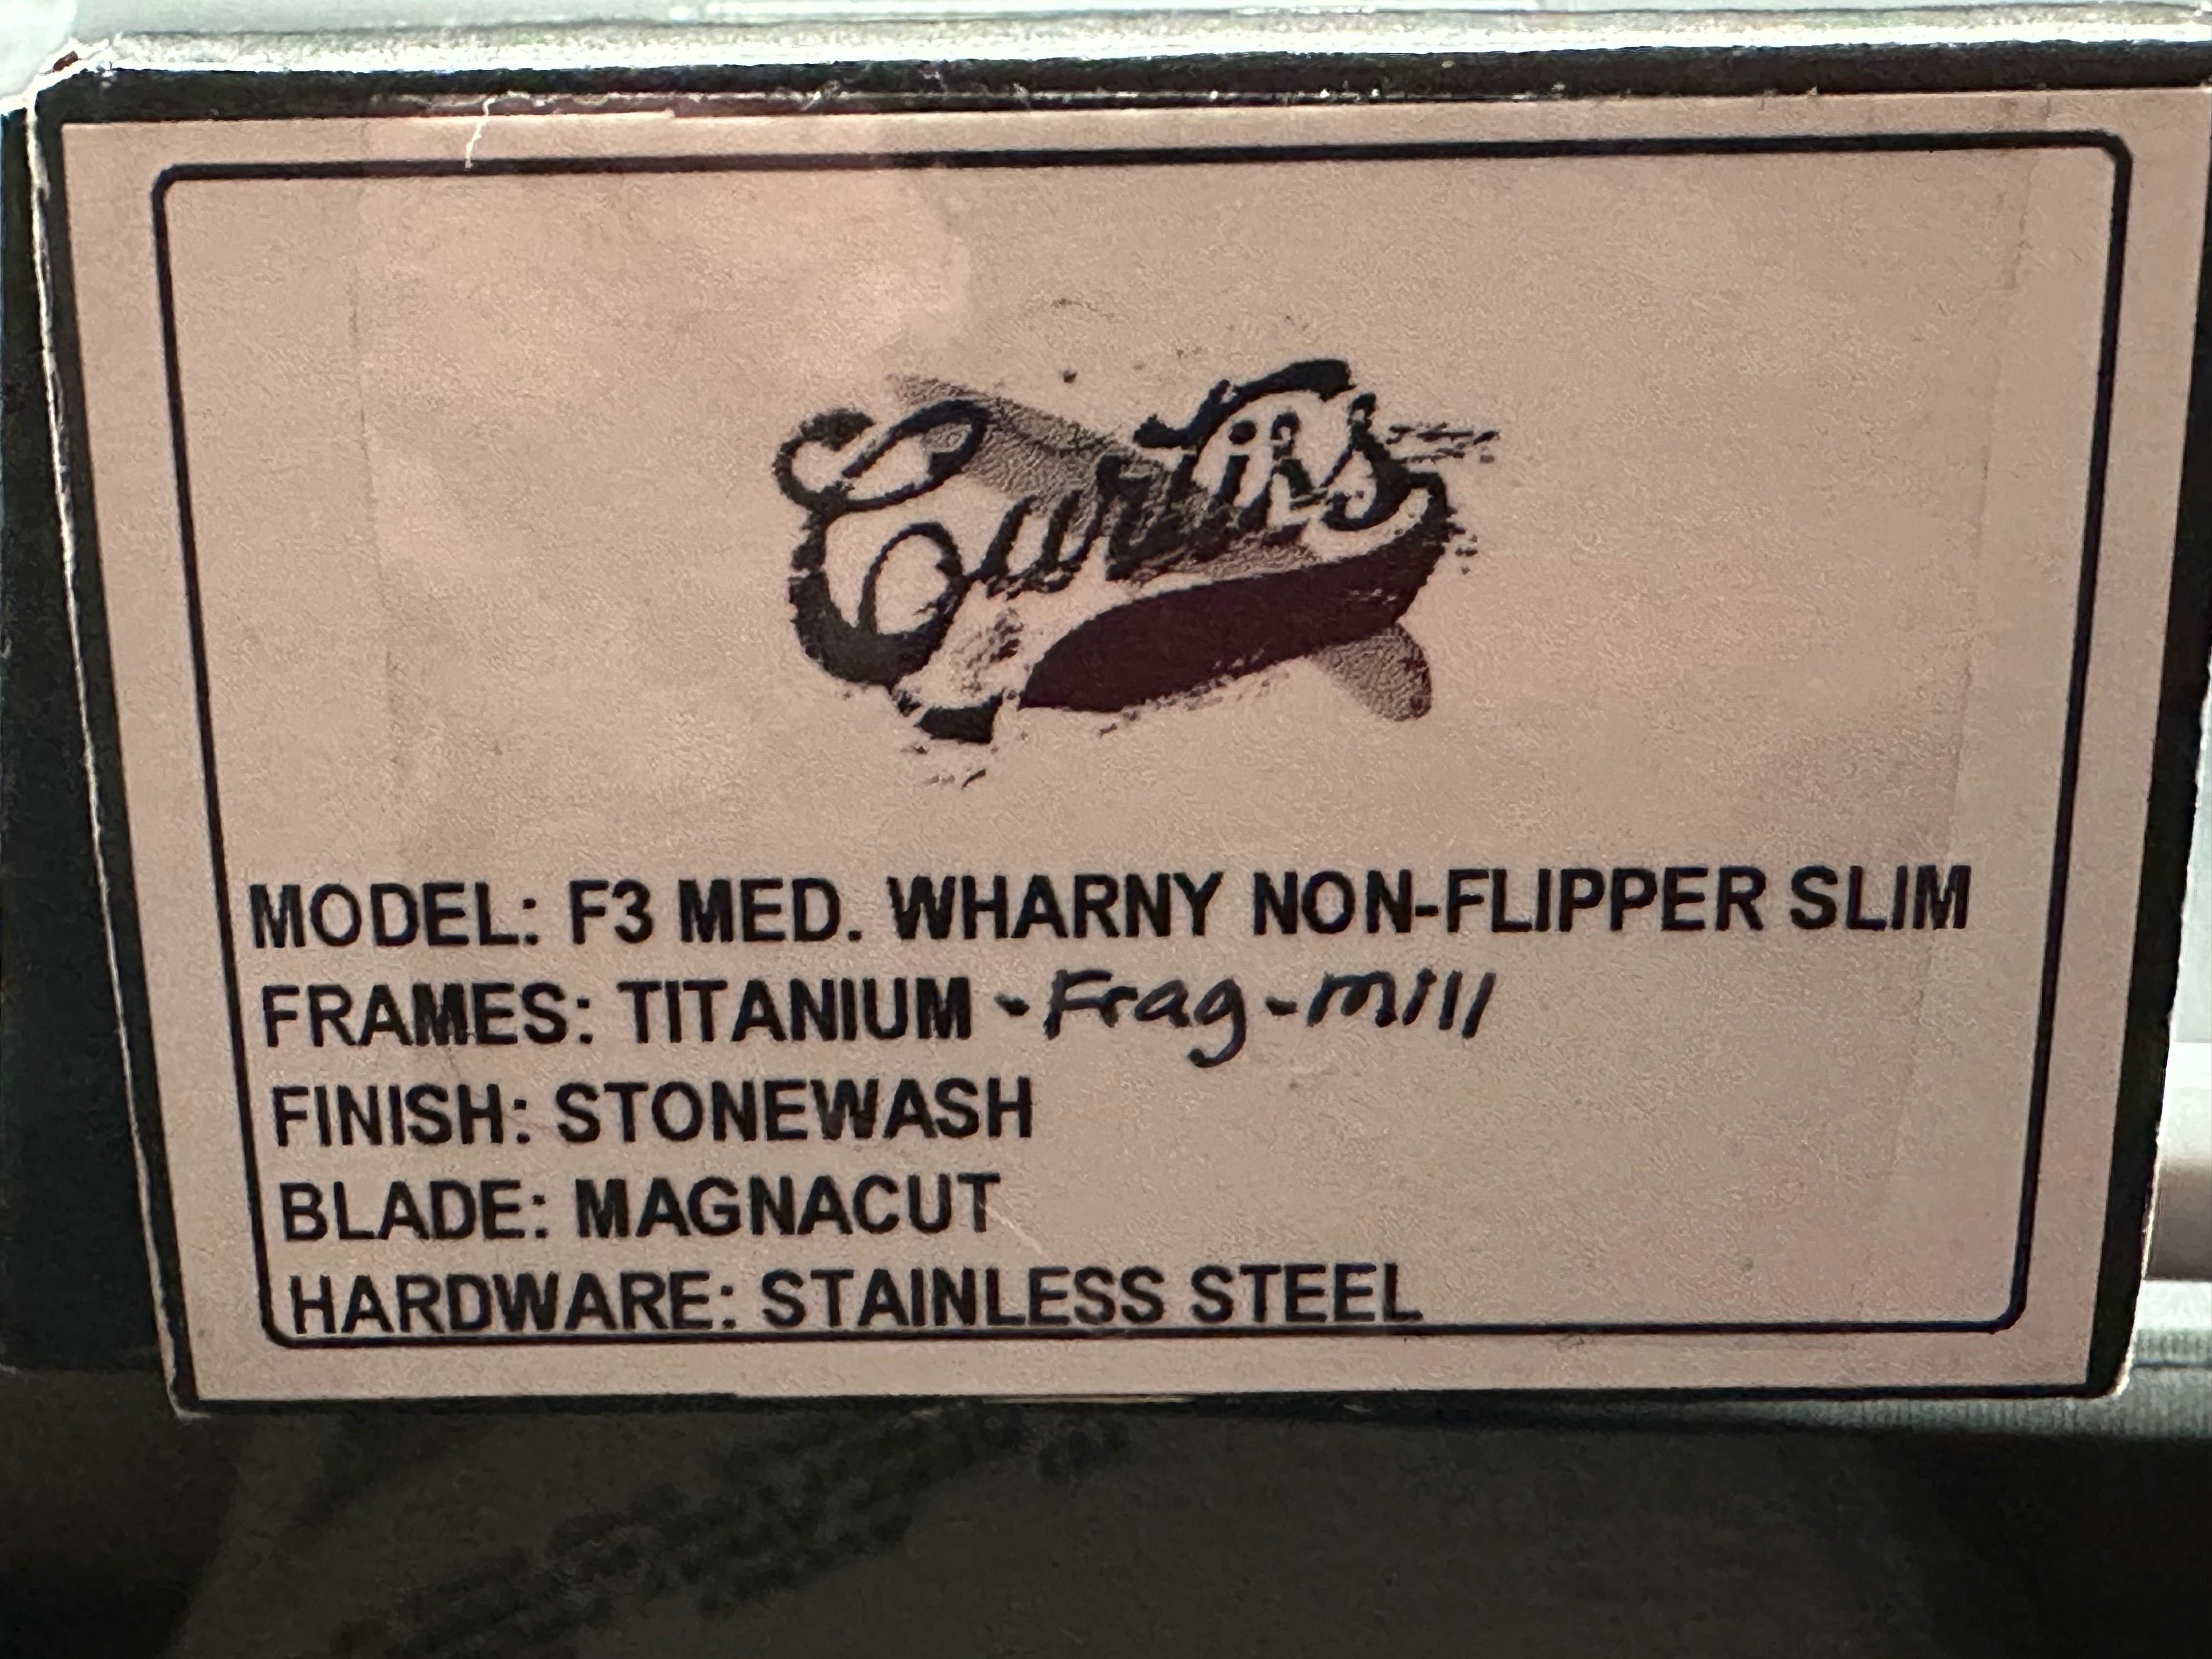 Curtiss
MODEL: F3 MED. WHARNY NON-FLIPPER SLIM
FRAMES: TITANIUM - Frag-mill
FINISH: STONEWASH
BLADE: MAGNACUT
HARDWARE: STAINLESS STEEL